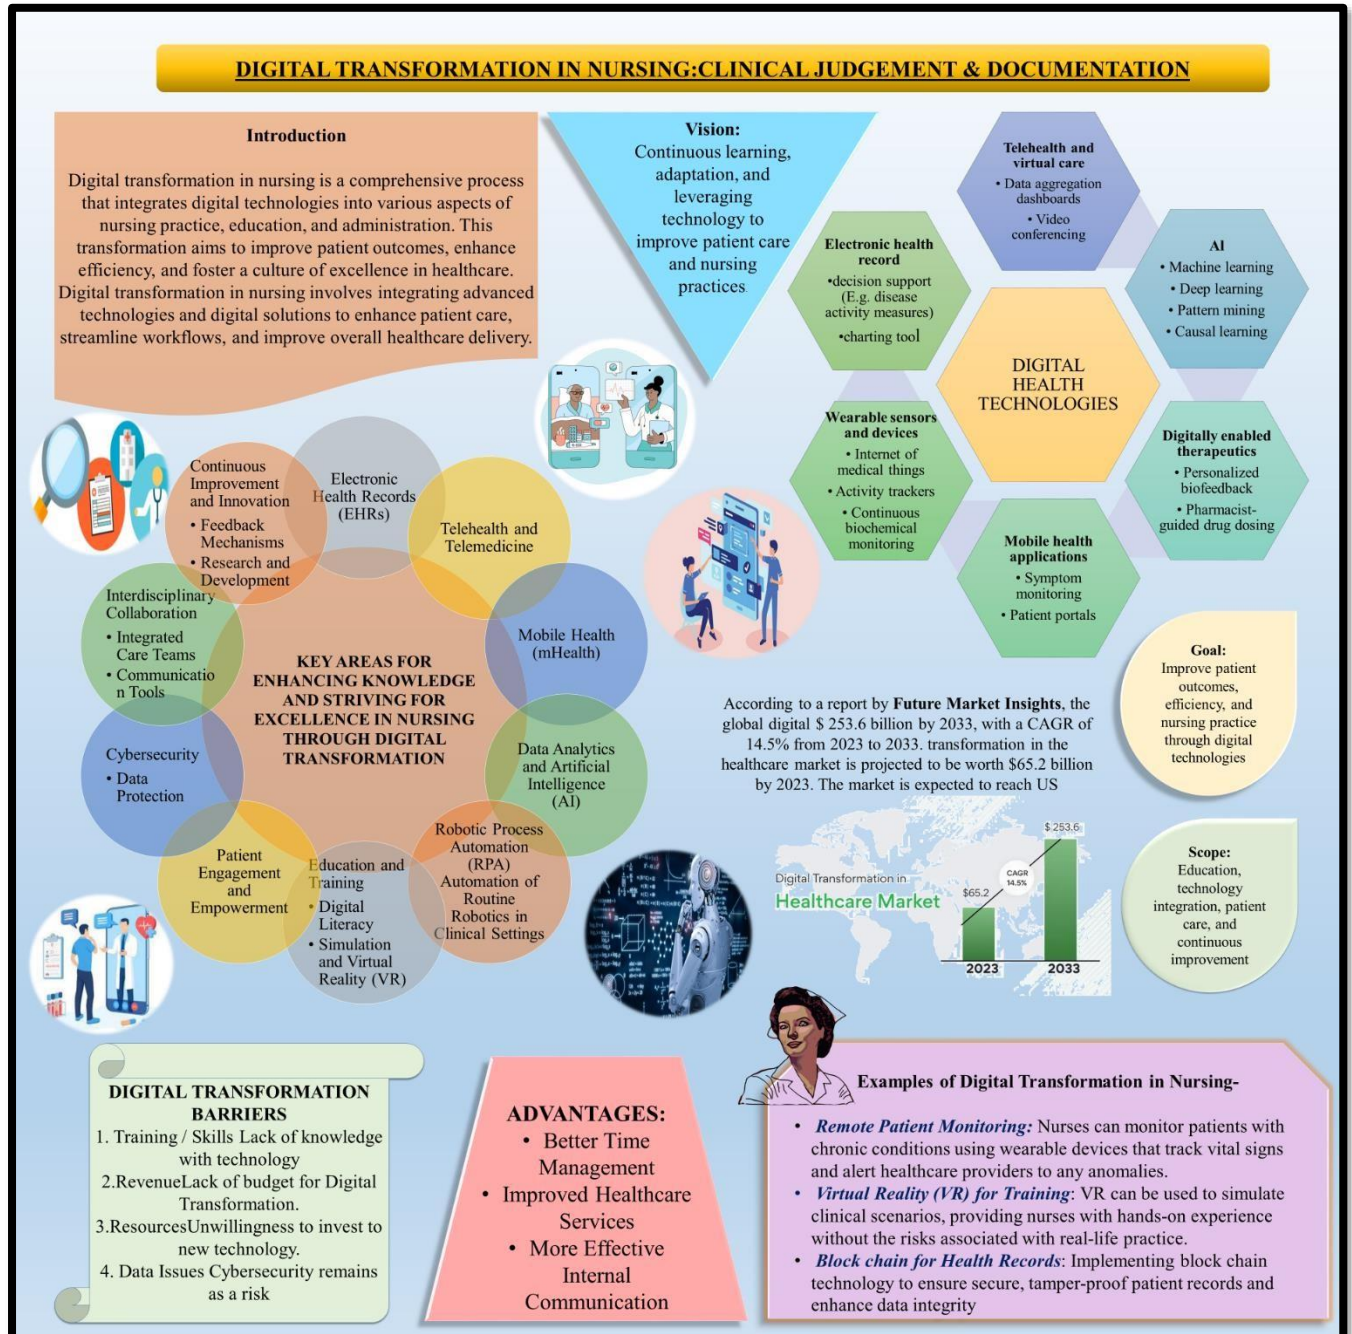 DIGITAL TRANSFORMATION IN NURSING:CLINICAL JUDGEMENT & DOCUMENTATION
Introduction
Digital transformation in nursing is a comprehensive process
that integrates digital technologies into various aspects of
nursing practice, education, and administration. This
transformation aims to improve patient outcomes, enhance
efficiency, and foster a culture of excellence in healthcare.
Digital transformation in nursing involves integrating advanced
technologies and digital solutions to enhance patient care,
streamline workflows, and improve overall healthcare delivery.
Vision:
Continuous learning,
adaptation, and
leveraging
technology to
improve patient care
and nursing
practices
Telehealth and
virtual care
• Data aggregation
dashboards
• Video
conferencing
Electronic health
record
•decision support
(E.g. disease
activity measures)
•charting tool
AI
• Machine learning
• Deep learning
• Pattern mining
• Causal learning
DIGITAL
HEALTH
TECHNOLOGIES
Wearable sensors
and devices
• Internet of
medical things
• Activity trackers
• Continuous
biochemical
monitoring
Digitally enabled
therapeutics
• Personalized
biofeedback
• Pharmacist-
guided drug dosing
Mobile health
applications
• Symptom
monitoring
• Patient portals
Continuous
Improvement
and Innovation
• Feedback
Mechanisms
• Research and
Development
Electronic
Health Records
(EHRs)
Telehealth and
Telemedicine
Interdisciplinary
Collaboration
• Integrated
Care Teams
• Communicatio
n Tools
Mobile Health
(mHealth)
KEY AREAS FOR
ENHANCING KNOWLEDGE
AND STRIVING FOR
EXCELLENCE IN NURSING
THROUGH DIGITAL
TRANSFORMATION
Cybersecurity
• Data
Protection
Data Analytics
and Artificial
Intelligence
(AI)
Patient
Engagement
and
Empowerment
Education and
Training
• Digital
Literacy
• Simulation
and Virtual
Reality (VR)
Robotic Process
Automation
(RPA)
Automation of
Routine
Robotics in
Clinical Settings
Goal:
Improve patient
outcomes,
efficiency, and
nursing practice
through digital
technologies
According to a report by Future Market Insights, the
global digital $ 253.6 billion by 2033, with a CAGR of
14.5% from 2023 to 2033. transformation in the
healthcare market is projected to be worth $65.2 billion
by 2023. The market is expected to reach US
Digital Transformation in
Healthcare Market
$65.2
CAGR
14.5%
$ 253.6
2023
2033
Scope:
Education,
technology
integration, patient
care, and
continuous
improvement
DIGITAL TRANSFORMATION
BARRIERS
1. Training / Skills Lack of knowledge
with technology
2.RevenueLack of budget for Digital
Transformation.
3.ResourcesUnwillingness to invest to
new technology.
4. Data Issues Cybersecurity remains
as a risk
ADVANTAGES:
• Better Time
Management
• Improved Healthcare
Services
• More Effective
Internal
Communication
Examples of Digital Transformation in Nursing-
• Remote Patient Monitoring: Nurses can monitor patients with
chronic conditions using wearable devices that track vital signs
and alert healthcare providers to any anomalies.
• Virtual Reality (VR) for Training: VR can be used to simulate
clinical scenarios, providing nurses with hands-on experience
without the risks associated with real-life practice.
• Block chain for Health Records: Implementing block chain
technology to ensure secure, tamper-proof patient records and
enhance data integrity